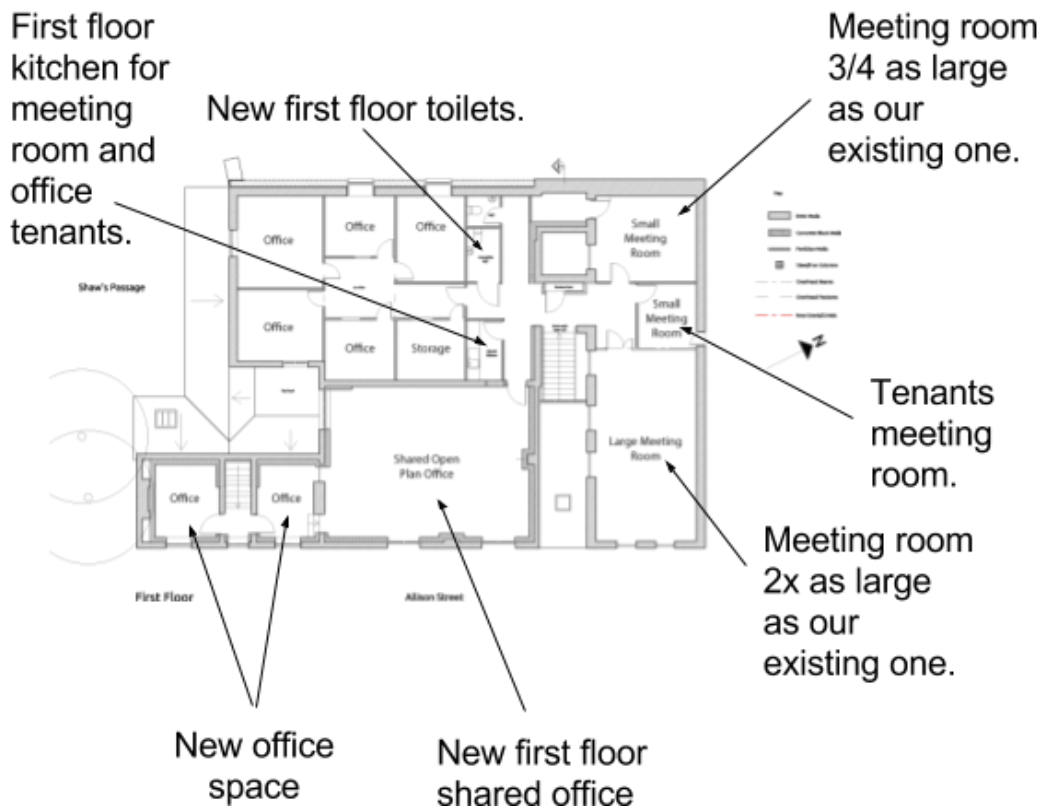 First floor
kitchen for
meeting
room and
office
tenants.
New first floor toilets.
Meeting room
3/4 as large
as our
existing one.
Office
Office
Office
Small
Meeting
Room
Shaw's Passage
Office
Office
Storage
Small
Meeting
Room
N
Tenants
meeting
room.
Shared Open
Plan Office
Large Meeting
Room
Office
Office
Meeting room
2x as large
as our
existing one.
First Floor
Allison Street
New office
space
New first floor
shared office